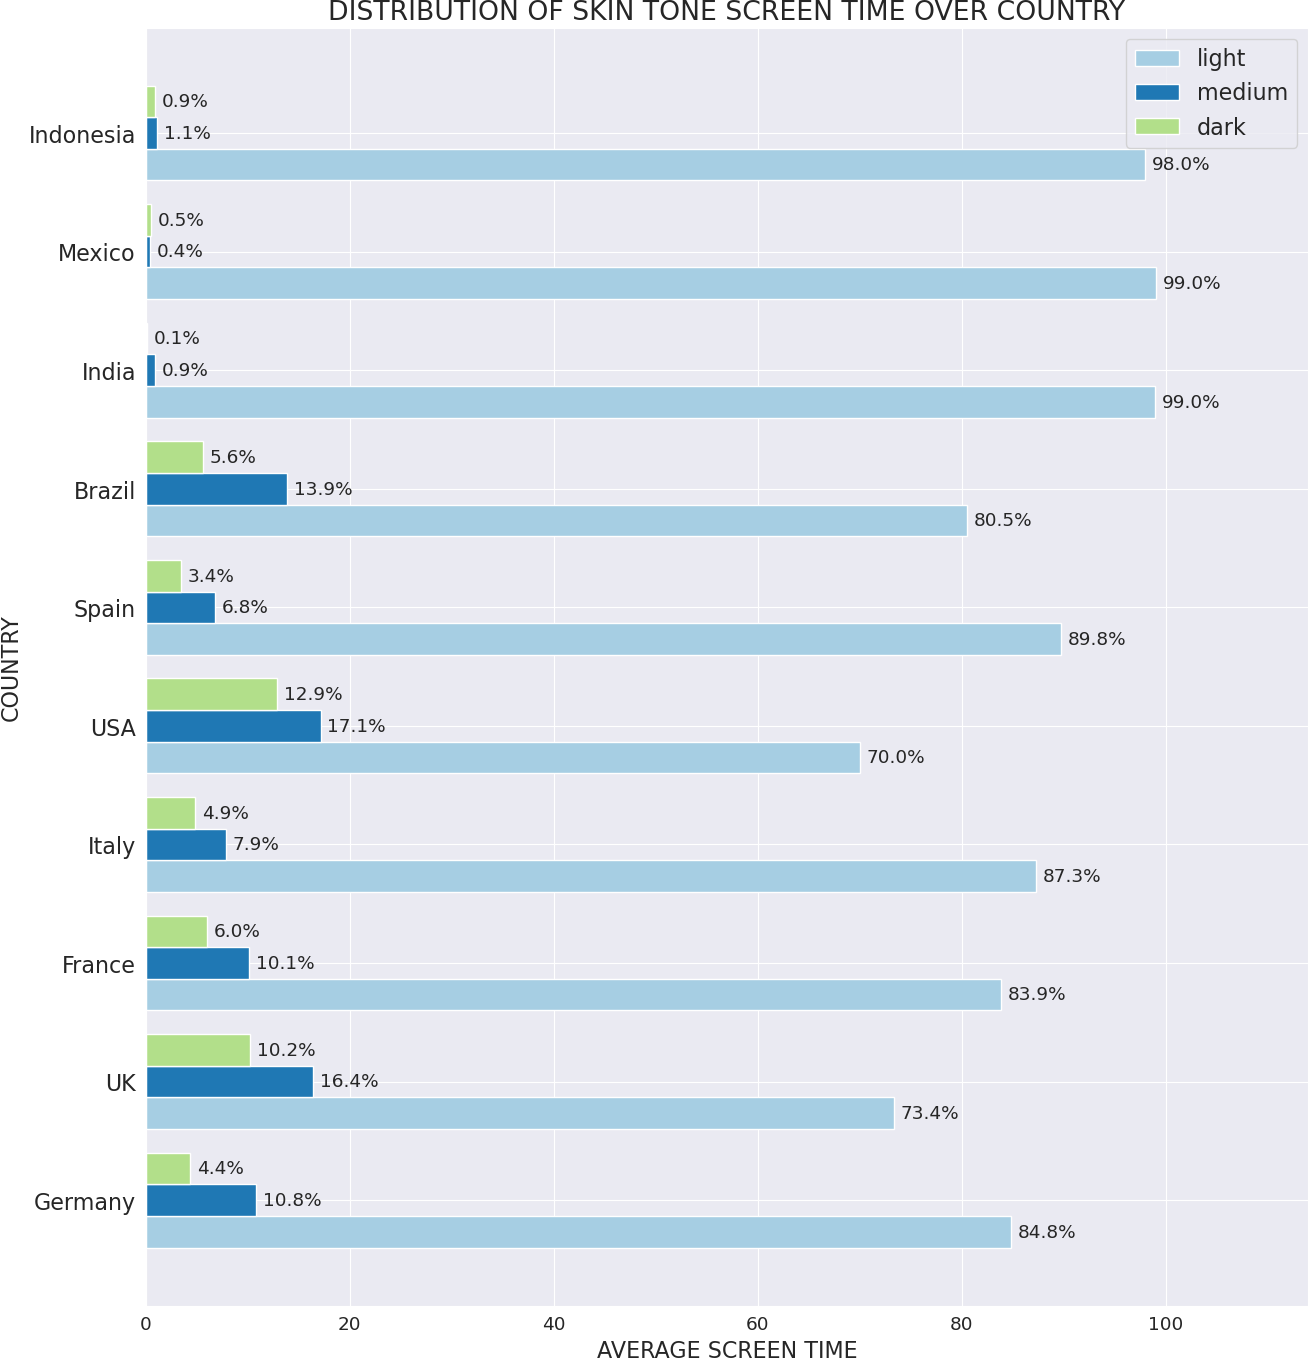 DISTRIBUTION OF SKIN TONE SCREEN TIME OVER COUNTRY
light
medium
dark
COUNTRY
Indonesia
0.9%
1.1%
98.0%
Mexico
0.5%
0.4%
99.0%
India
0.1%
0.9%
99.0%
Brazil
5.6%
13.9%
80.5%
Spain
3.4%
6.8%
89.8%
USA
12.9%
17.1%
70.0%
Italy
4.9%
7.9%
87.3%
France
6.0%
10.1%
83.9%
UK
10.2%
16.4%
73.4%
Germany
4.4%
10.8%
84.8%
0 20 40 60 80 100
AVERAGE SCREEN TIME